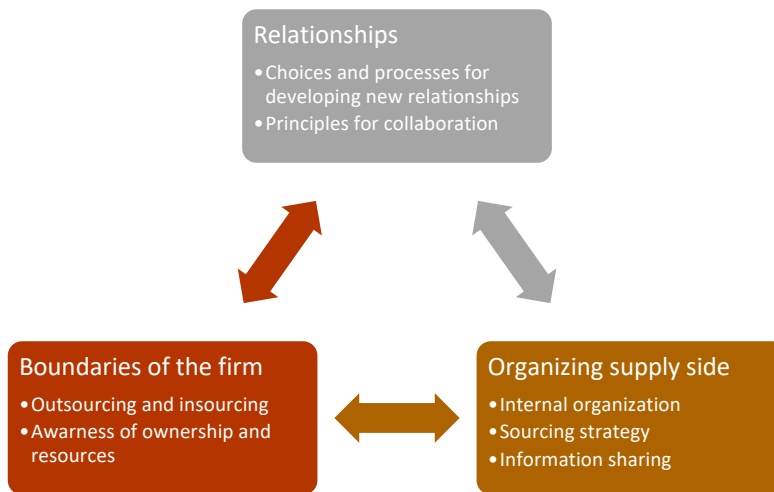 Relationships
•Choices and processes for
developing new relationships
•Principles for collaboration
Boundaries of the firm
•Outsourcing and insourcing
•Awarness of ownership and
resources
Organizing supply side
•Internal organization
•Sourcing strategy
•Information sharing